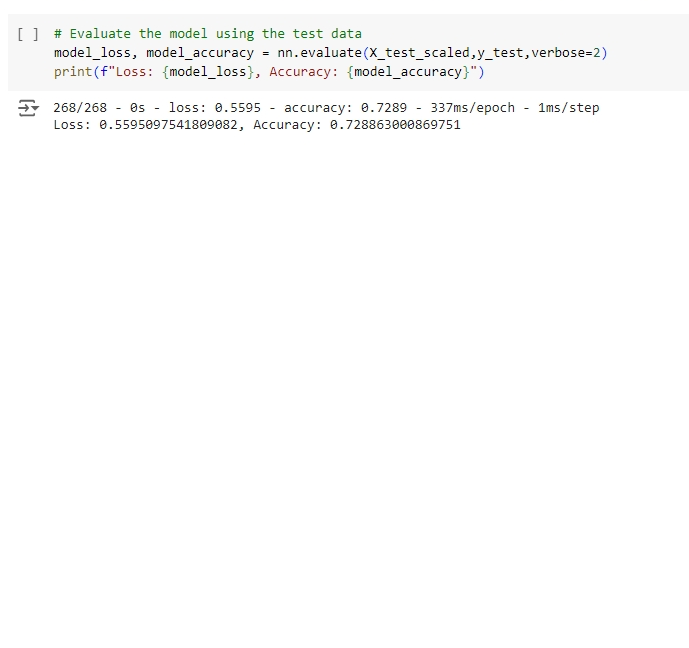 [ ] # Evaluate the model using the test data
model_loss, model_accuracy = nn.evaluate(X_test_scaled,y_test,verbose=2)
print(f"Loss: {model_loss}, Accuracy: {model_accuracy}")
268/268 - 0s - loss: 0.5595 - accuracy: 0.7289 - 337ms/epoch - 1ms/step
Loss: 0.5595097541809082, Accuracy: 0.728863000869751